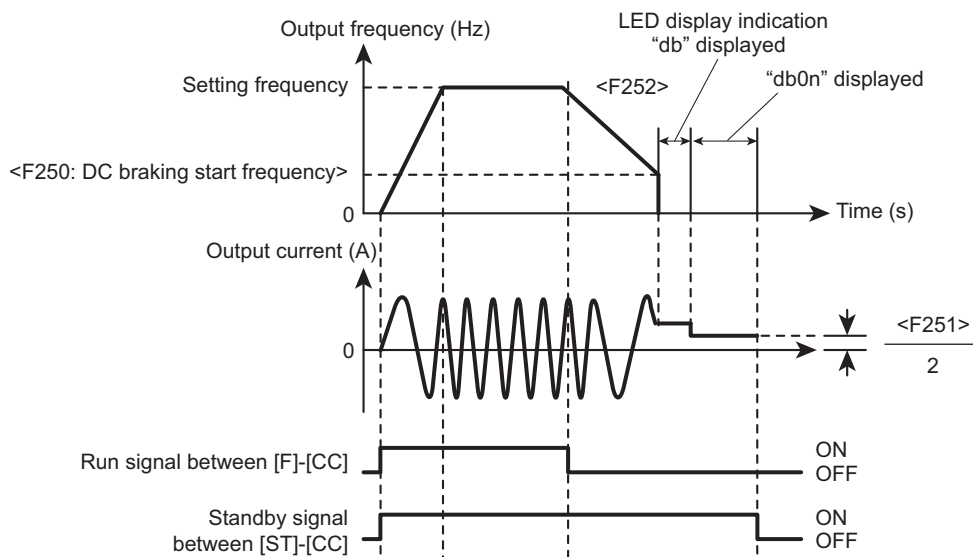 Output frequency (Hz)
LED display indication
“db” displayed
Setting frequency
<F252>
“db0n” displayed
<F250: DC braking start frequency>
0
Time (s)
Output current (A)
0
<F251>
2
Run signal between [F]-[CC]
ON
OFF
Standby signal
between [ST]-[CC]
ON
OFF